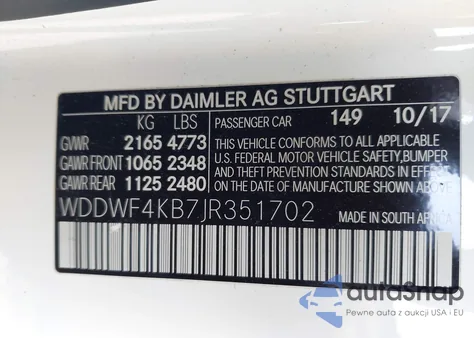 MFD BY DAIMLER AG STUTTGART
KG LBS
GVWR 2165 4773
GAWR FRONT 1065 2348
GAWR REAR 1125 2480
PASSENGER CAR 149 10/17
THIS VEHICLE CONFORMS TO ALL APPLICABLE
U.S. FEDERAL MOTOR VEHICLE SAFETY,BUMPER
AND THEFT PREVENTION STANDARDS IN EFFECT
ON THE DATE OF MANUFACTURE SHOWN ABOVE.
WDDWF4KB7JR351702
MADE IN SOUTH AFRICA
autoSnap
Pewne auta z aukcji USA i EU